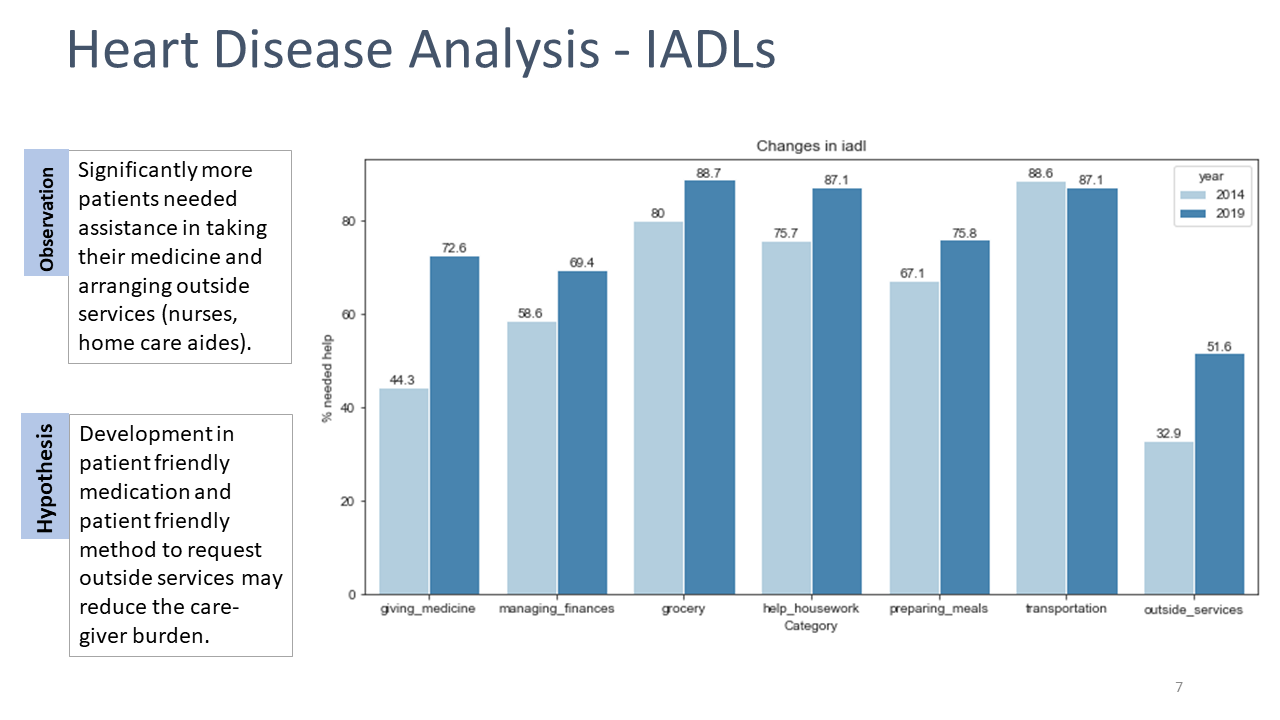 Heart Disease Analysis - IADLs
Observation
Significantly more
patients needed
assistance in taking
their medicine and
arranging outside
services (nurses,
home care aides).
Hypothesis
Development in
patient friendly
medication and
patient friendly
method to request
outside services may
reduce the care-
giver burden.
Changes in iadl
year
2014
2019
% needed help
80
60
40
20
0
44.3
72.6
58.6
69.4
80
88.7
75.7
87.1
67.1
75.8
88.6
87.1
32.9
51.6
giving_medicine
managing_finances
grocery
help_housework
preparing_meals
transportation
outside_services
Category
7